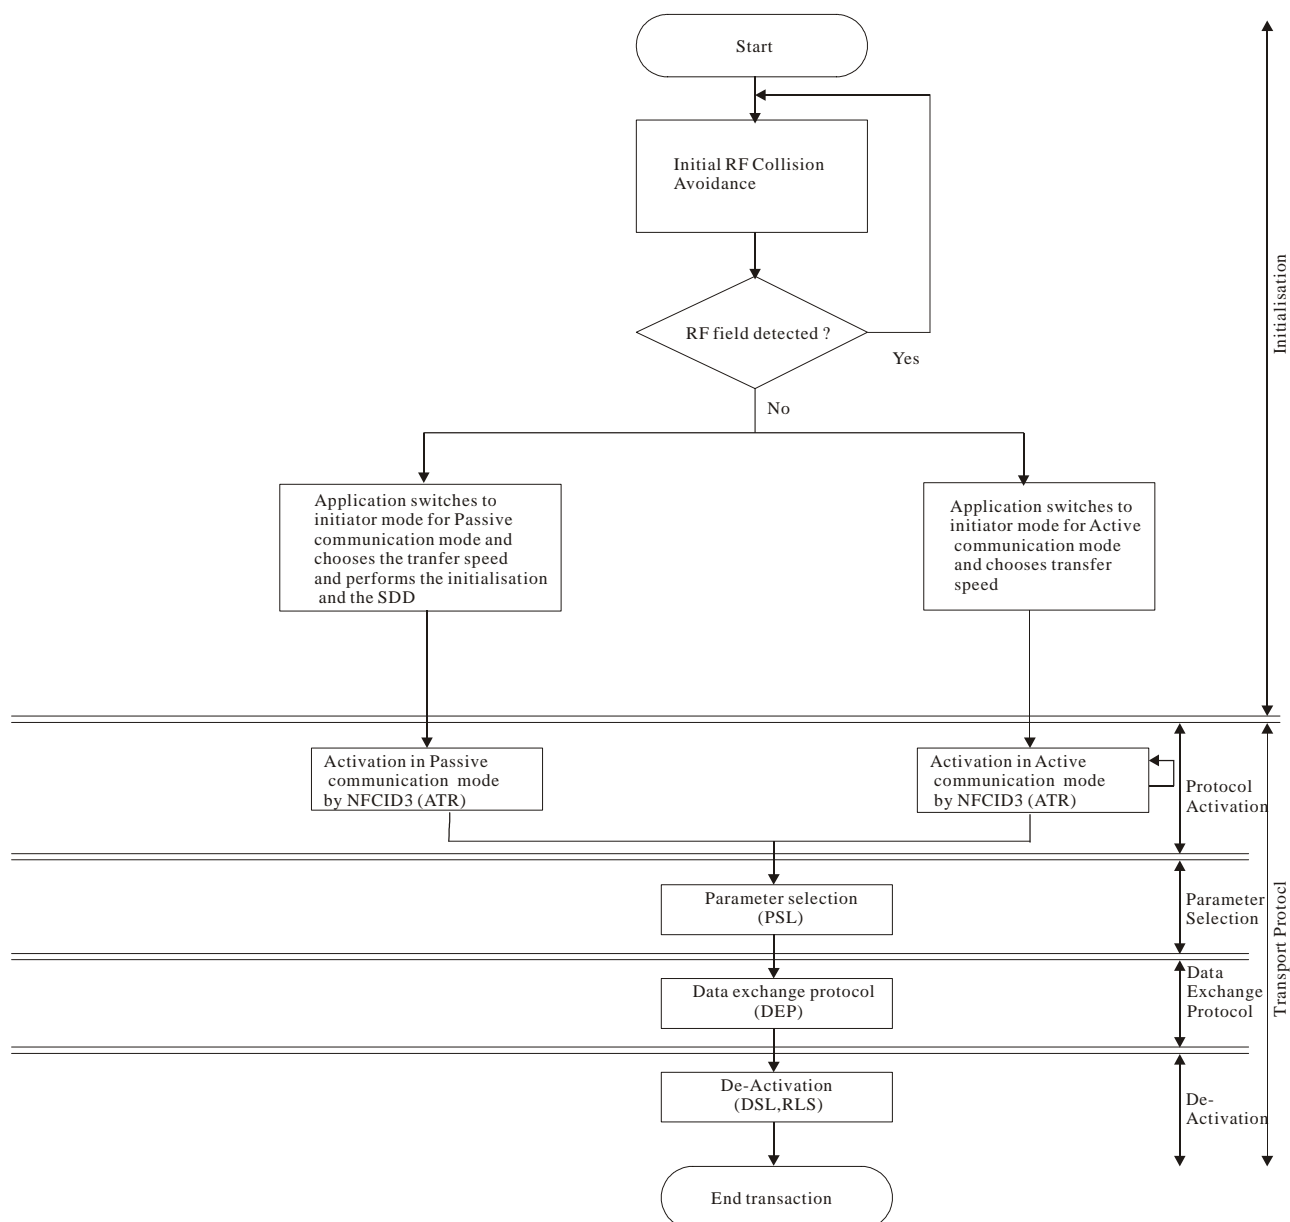 Start
Initial RF Collision
Avoidance
RF field detected ?
Yes
No
Initialisation
Application switches to
initiator mode for Passive
communication mode and
chooses the tranfer speed
and performs the initialisation
and the SDD
Application switches to
initiator mode for Active
communication mode
and chooses transfer
speed
Activation in Passive
communication mode
by NFCID3 (ATR)
Activation in Active
communication mode
by NFCID3 (ATR)
Protocol
Activation
Parameter selection
(PSL)
Parameter
Selection
Transport Protocl
Data exchange protocol
(DEP)
Data
Exchange
Protocol
De-Activation
(DSL,RLS)
De-
Activation
End transaction